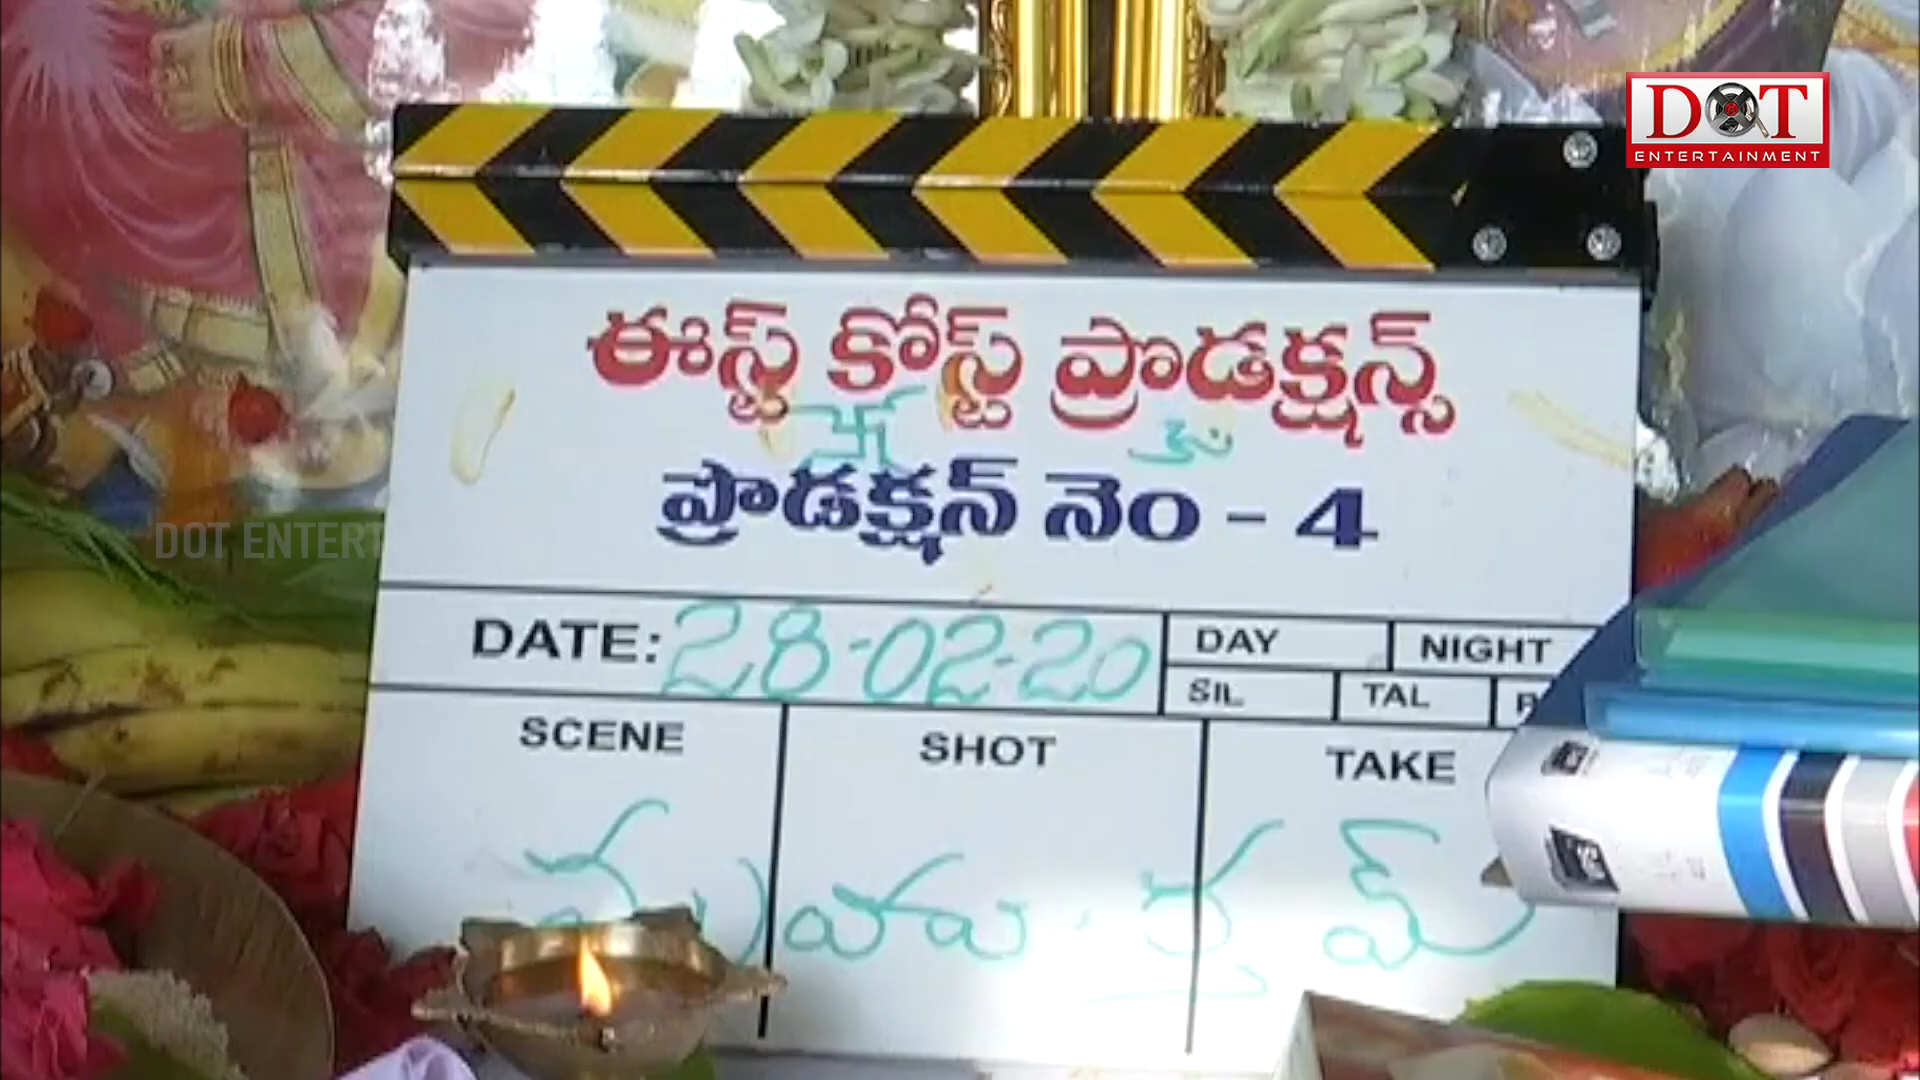 DOT
ENTERTAINMENT
ఈస్ట్ కోస్ట్ ప్రొడక్షన్స్
ప్రొడక్షన్ నెం - 4
DOT ENTERT
DATE: 28-02-20
DAY NIGHT
SIL TAL
SCENE SHOT TAKE